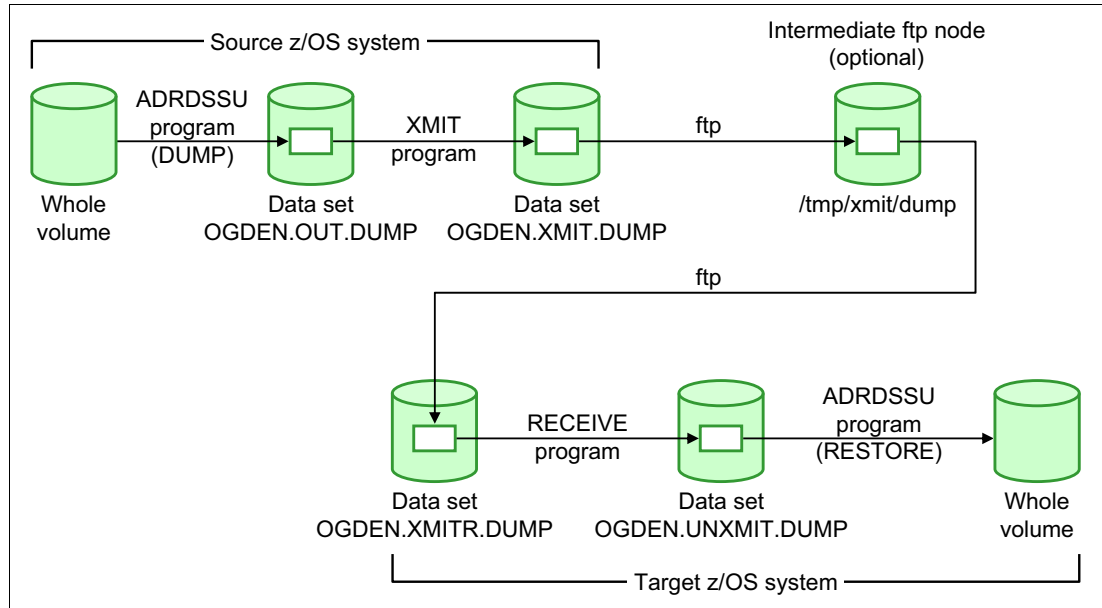 Source z/OS system
Intermediate ftp node
(optional)
ADRDSSU
program
(DUMP)
XMIT
program
ftp
Whole
volume
Data set
OGDEN.OUT.DUMP
Data set
OGDEN.XMIT.DUMP
/tmp/xmit/dump
ftp
RECEIVE
program
ADRDSSU
program
(RESTORE)
Data set
OGDEN.XMITR.DUMP
Data set
OGDEN.UNXMIT.DUMP
Whole
volume
Target z/OS system